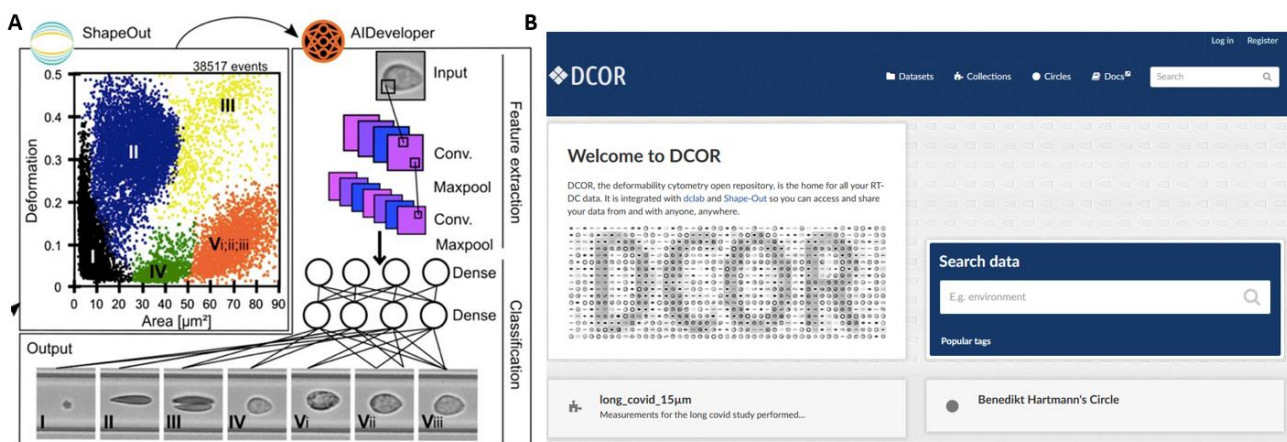 A
ShapeOut
AIDeveloper
38517 events
Deformation
0.5
0.4
0.3
0.2
0.1
0
0 10 20 30 40 50 60 70 80 90
Area [µm²]
I
II
III
IV
Vi;ii;iii
Input
Conv.
Maxpool
Conv.
Maxpool
Dense
Dense
Feature extraction
Classification
Output
I
II
III
IV
Vi
Vii
Viii
B
Log in Register
DCOR
Datasets
Collections
Circles
Docs
Search
Welcome to DCOR
DCOR, the deformability cytometry open repository, is the home for all your RT-
DC data. It is integrated with dclab and Shape-Out so you can access and share
your data from and with anyone, anywhere.
DCOR
Search data
E.g. environment
Popular tags
long_covid_15µm
Measurements for the long covid study performed...
Benedikt Hartmann's Circle